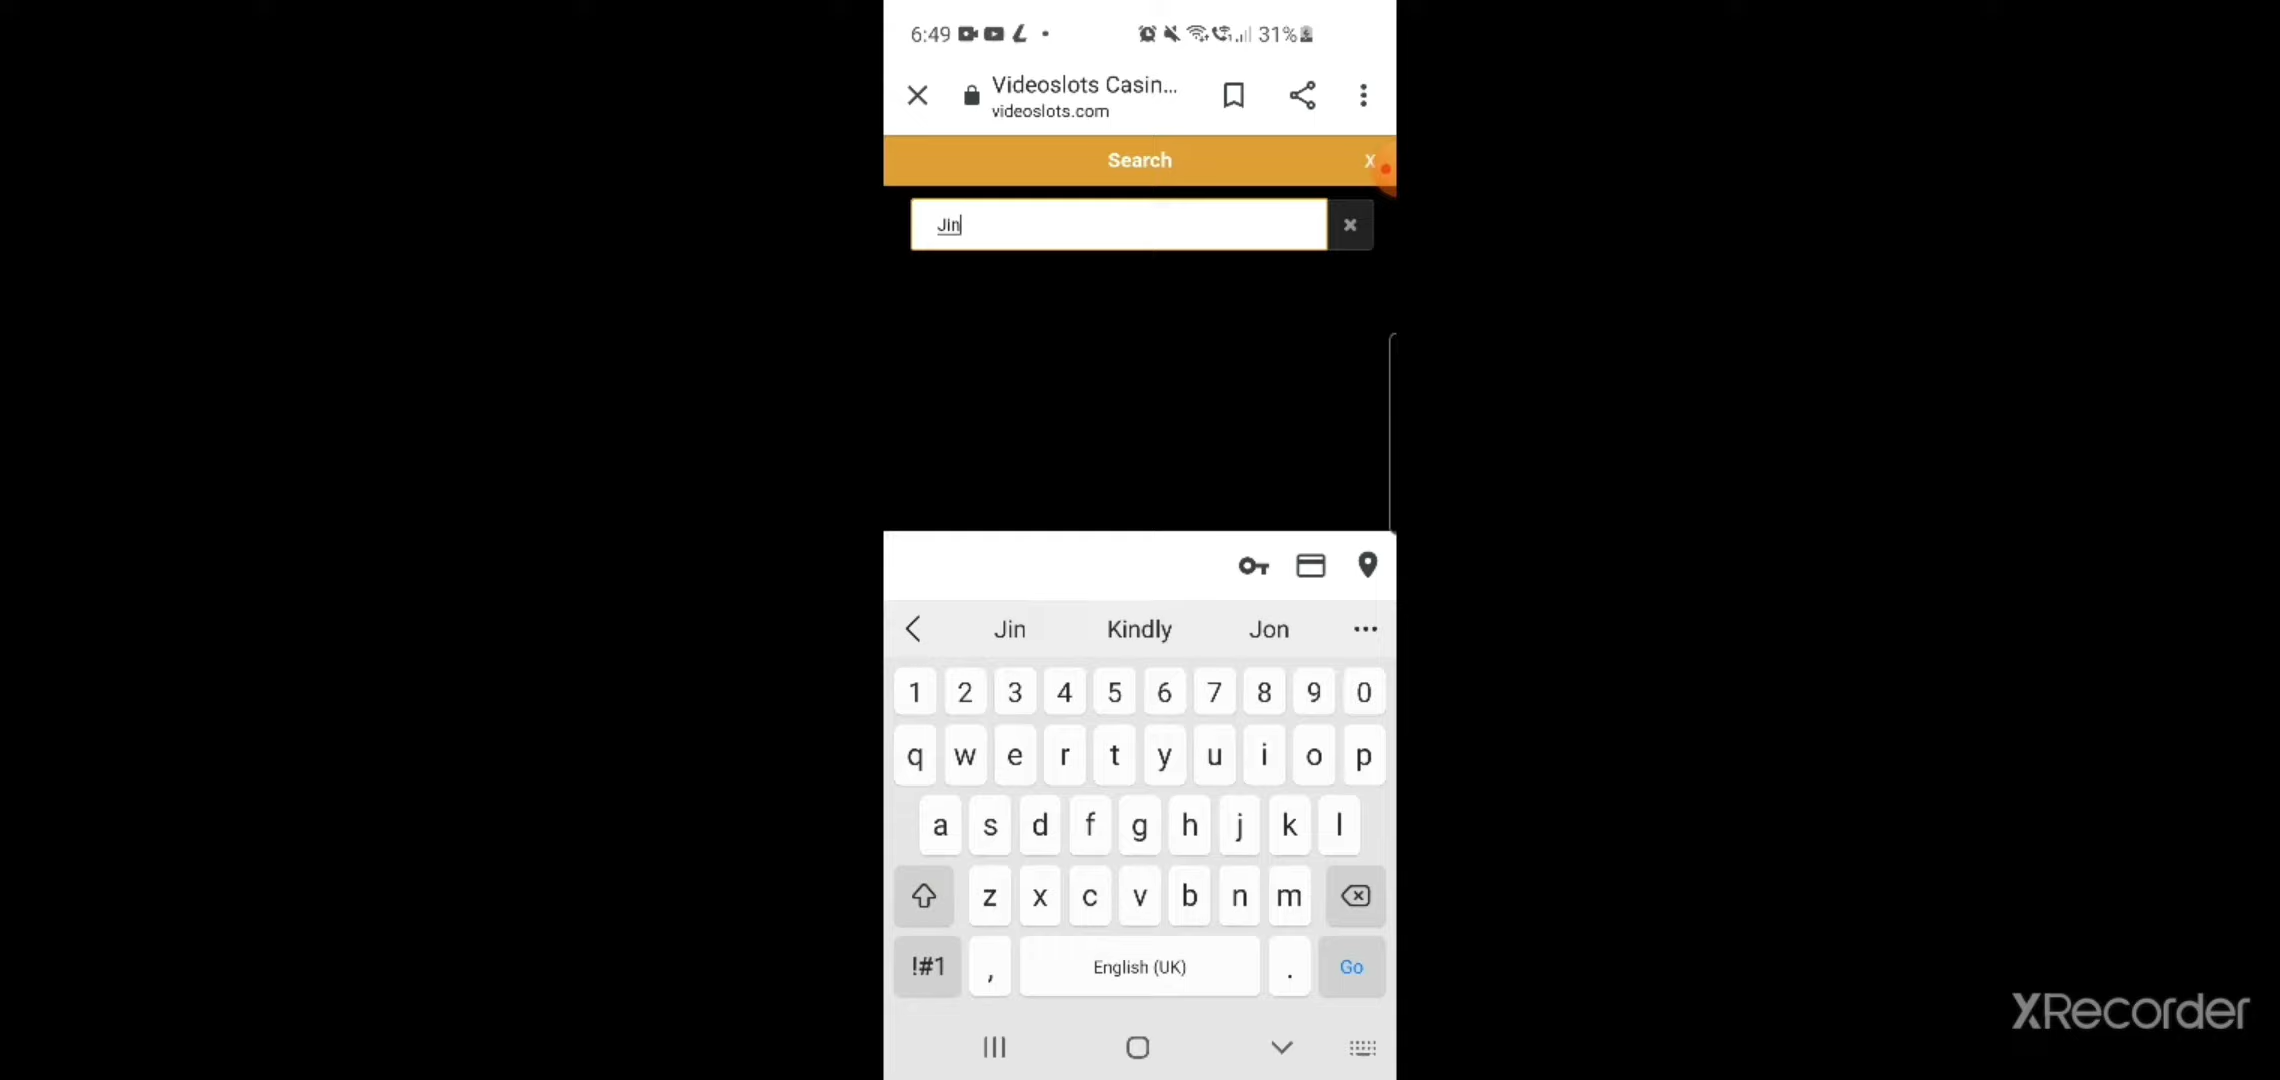 6:49 31%
Videoslots Casin...
videoslots.com
Search X
Jin
Jin Kindly Jon
1 2 3 4 5 6 7 8 9 0
q w e r t y u i o p
a s d f g h j k l
z x c v b n m
!#1 , English (UK) . Go
XRecorder